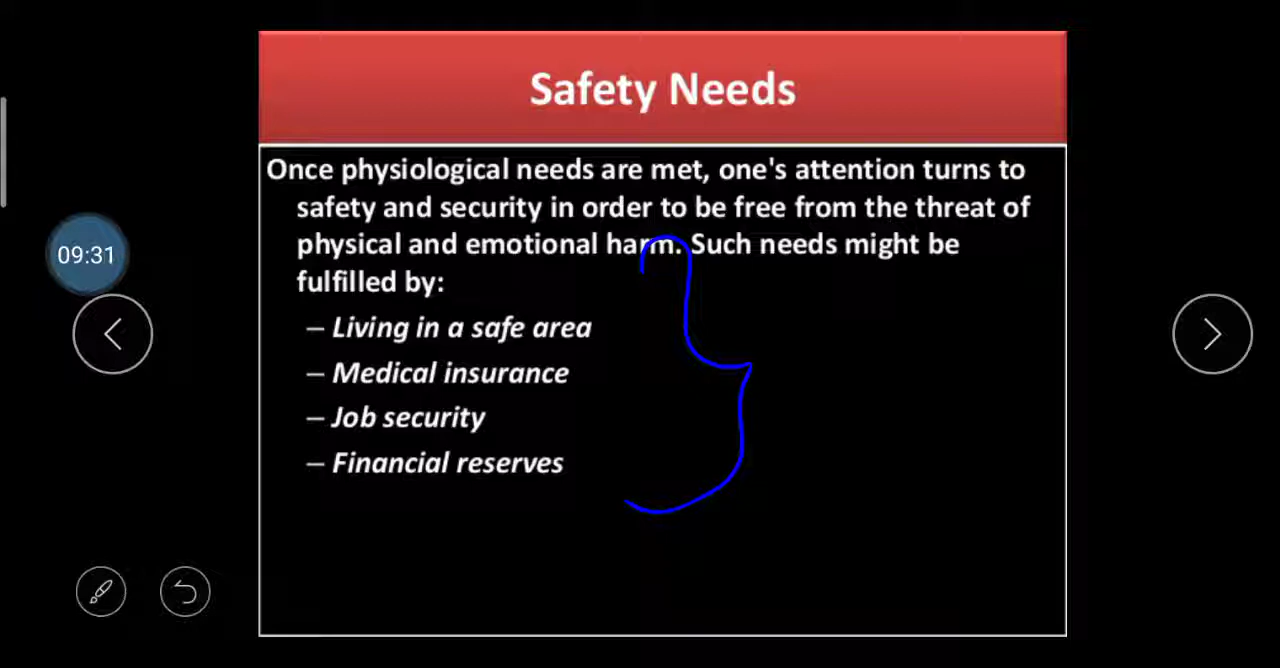 Safety Needs
Once physiological needs are met, one's attention turns to
safety and security in order to be free from the threat of
physical and emotional harm. Such needs might be
fulfilled by:
– Living in a safe area
– Medical insurance
– Job security
– Financial reserves
09:31